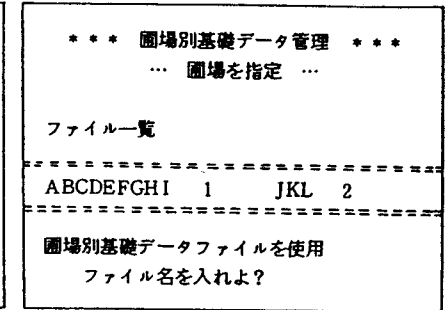 ＊ ＊ ＊ 圃場別基礎データ管理 ＊ ＊ ＊
… 圃場を指定 …
ファイル一覧
==============================
ABCDEFGHI 1 JKL 2
==============================
圃場別基礎データファイルを使用
ファイル名を入れよ？